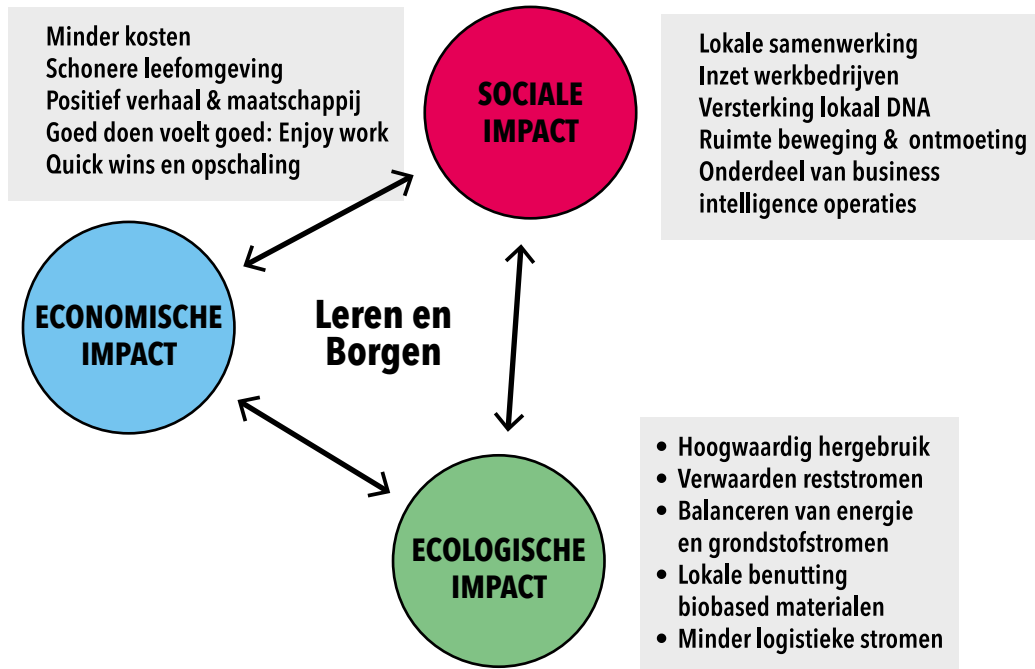 Minder kosten
Schonere leefomgeving
Positief verhaal & maatschappij
Goed doen voelt goed: Enjoy work
Quick wins en opschaling
SOCIALE
IMPACT
Lokale samenwerking
Inzet werkbedrijven
Versterking lokaal DNA
Ruimte beweging & ontmoeting
Onderdeel van business
intelligence operaties
ECONOMISCHE
IMPACT
Leren en
Borgen
ECOLOGISCHE
IMPACT
• Hoogwaardig hergebruik
• Verwaarden reststromen
• Balanceren van energie
en grondstofstromen
• Lokale benutting
biobased materialen
• Minder logistieke stromen